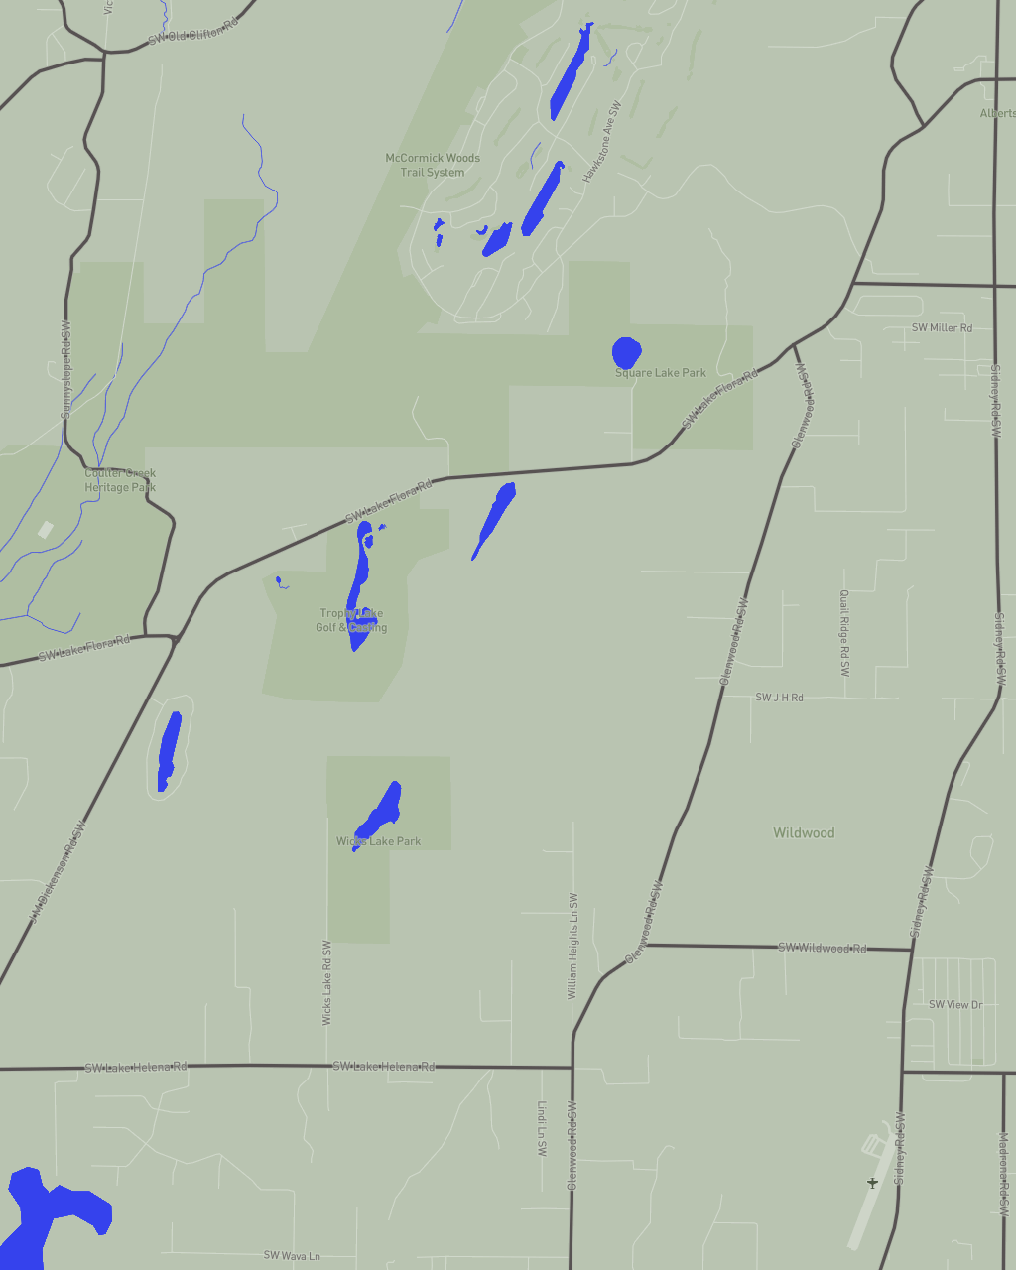 Vic
SW Old Clifton Rd
Alberts
Hawkstone Ave SW
McCormick Woods
Trail System
SW Miller Rd
Sunnyslope Rd SW
Square Lake Park
SW Lake Flora Rd
Glenwood Rd SW
Sidney Rd SW
Coulter Creek
Heritage Park
SW Lake Flora Rd
Trophy Lake
Golf & Casting
Quail Ridge Rd SW
Glenwood Rd SW
Sidney Rd SW
SW Lake Flora Rd
SW J H Rd
Wildwood
Wicks Lake Park
J M Dickenson Rd SW
Sidney Rd SW
Glenwood Rd SW
William Heights Ln SW
Wicks Lake Rd SW
SW Wildwood Rd
SW View Dr
SW Lake Helena Rd
SW Lake Helena Rd
Lindi Ln SW
Glenwood Rd SW
Sidney Rd SW
Madrona Rd SW
SW Wava Ln